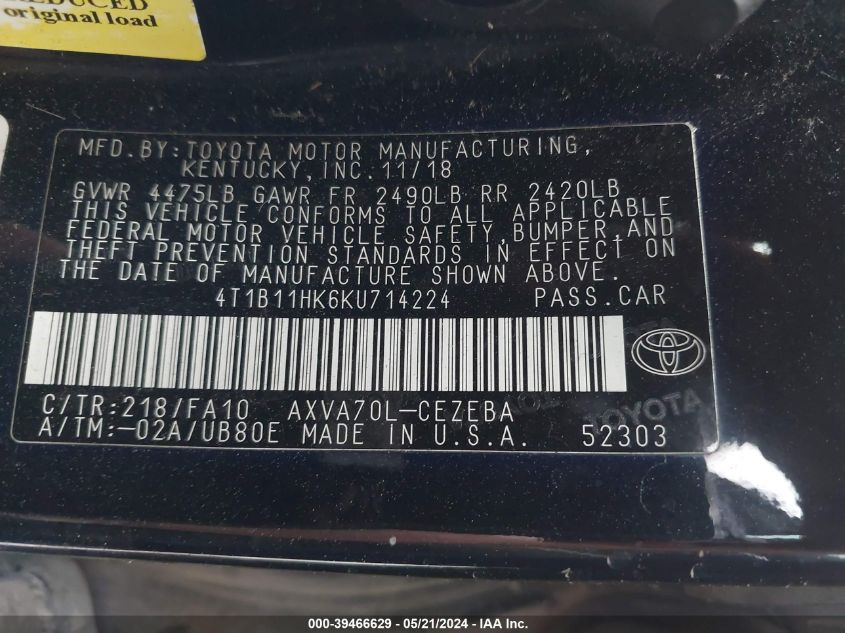 REDUCED
original load
MFD.BY:TOYOTA MOTOR MANUFACTURING,
KENTUCKY,INC.11/18
GVWR 4475LB GAWR FR 2490LB RR 2420LB
THIS VEHICLE CONFORMS TO ALL APPLICABLE
FEDERAL MOTOR VEHICLE SAFETY,BUMPER,AND
THEFT PREVENTION STANDARDS IN EFFECT ON
THE DATE OF MANUFACTURE SHOWN ABOVE.
4T1B11HK6KU714224 PASS.CAR
C/TR:218/FA10 AXVA70L-CEZEBA
TOYOTA
A/TM:-02A/UB80E MADE IN U.S.A. 52303
000-39466629 - 05/21/2024 - IAA Inc.